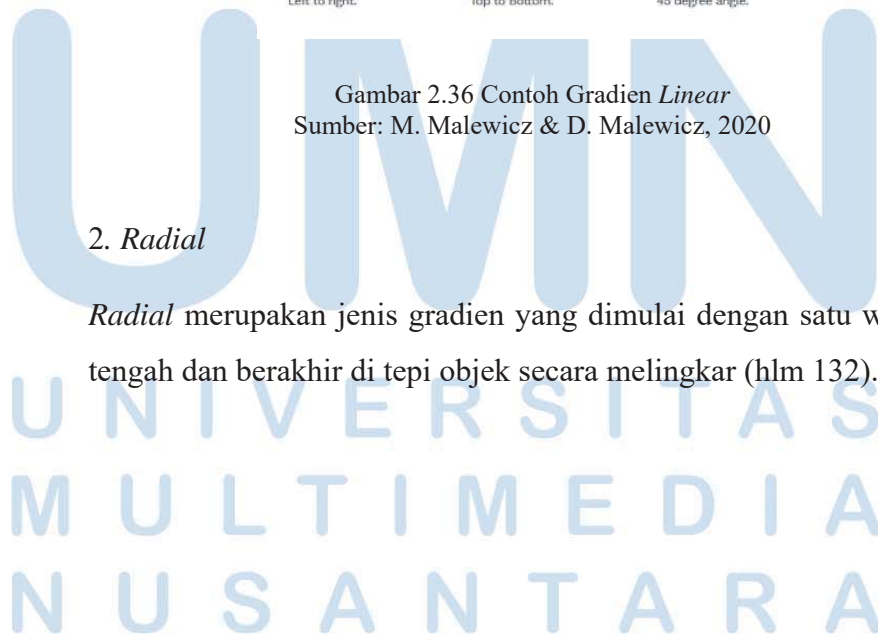 Left to right. Top to Bottom. 45 degree angle.
Gambar 2.36 Contoh Gradien Linear
Sumber: M. Malewicz & D. Malewicz, 2020
2. Radial
Radial merupakan jenis gradien yang dimulai dengan satu w
tengah dan berakhir di tepi objek secara melingkar (hlm 132).
UMN
UNIVERSITAS
MULTIMEDIA
NUSANTARA